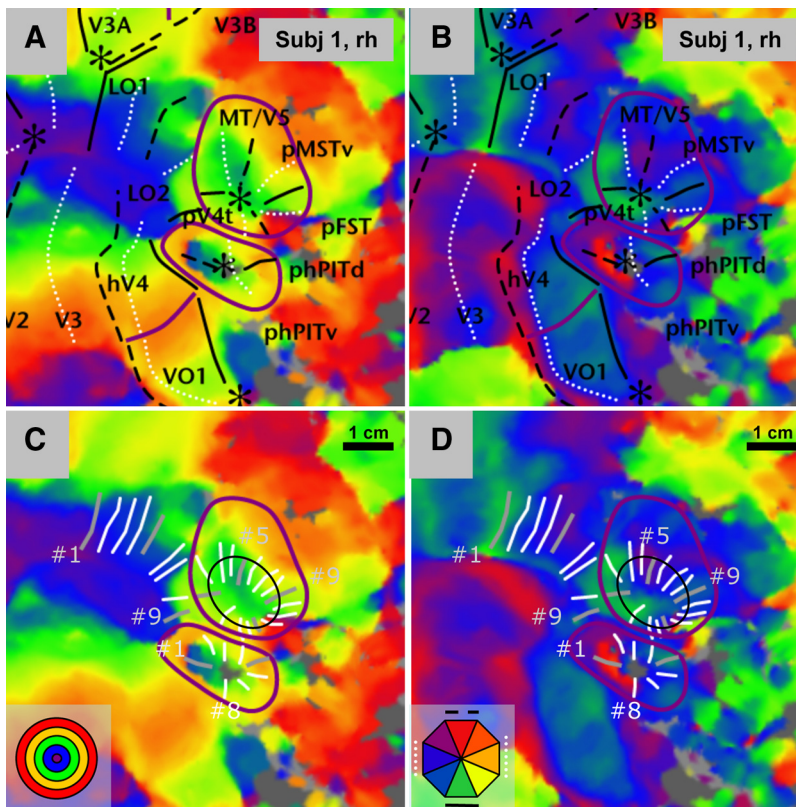 A
V3A
V3B
Subj 1, rh
LO1
MT/V5
pMSTv
LO2
pV4t
pFST
hV4
phPITd
V2
V3
phPITv
VO1
B
V3A
V3B
Subj 1, rh
LO1
MT/V5
pMSTv
LO2
pV4t
pFST
hV4
phPITd
V2
V3
phPITv
VO1
C
1 cm
#1
#5
#9
#9
#1
#8
D
1 cm
#1
#5
#9
#9
#1
#8